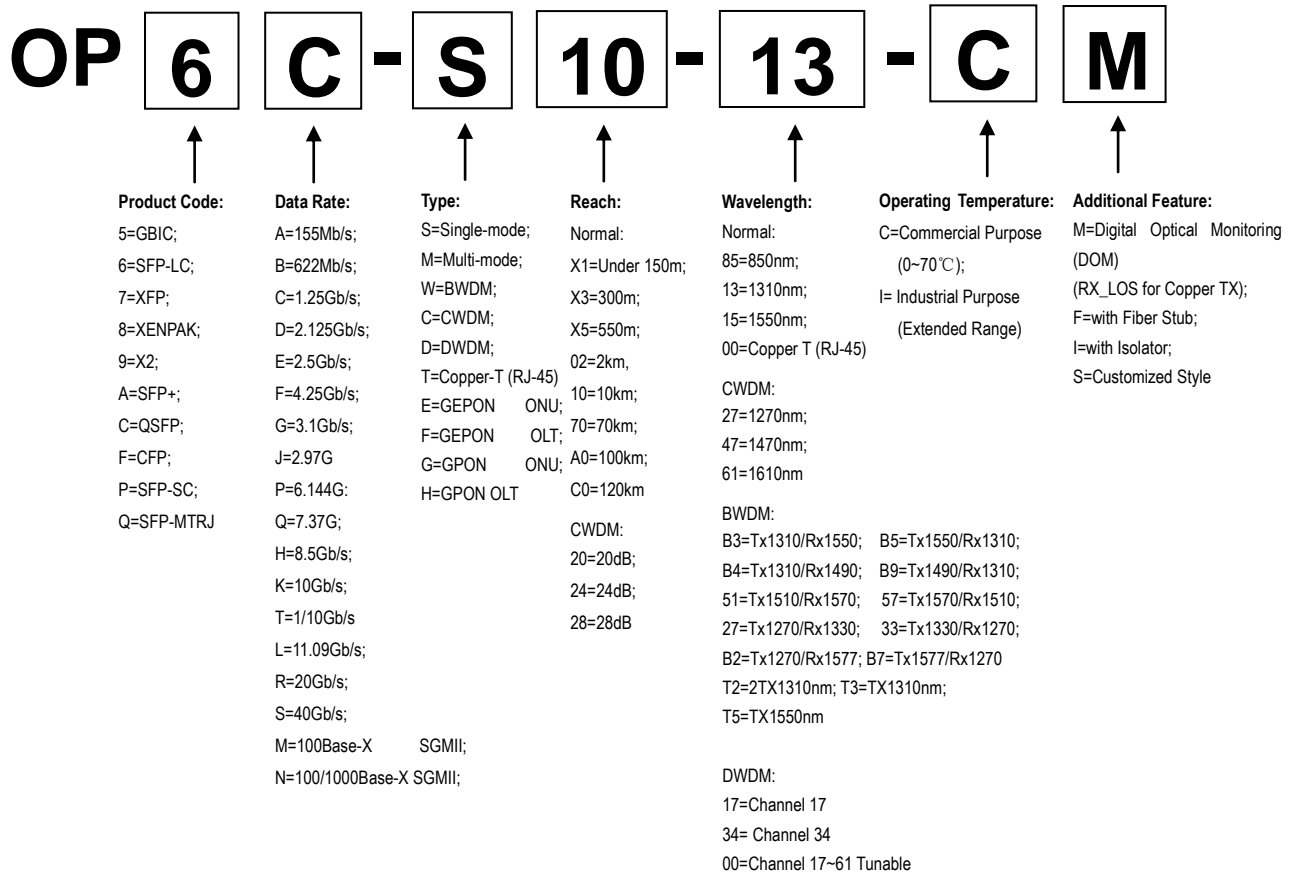 OP 6 C - S 10 - 13 - C M
Product Code:
5=GBIC;
6=SFP-LC;
7=XFP;
8=XENPAK;
9=X2;
A=SFP+;
C=QSFP;
F=CFP;
P=SFP-SC;
Q=SFP-MTRJ
Data Rate:
A=155Mb/s;
B=622Mb/s;
C=1.25Gb/s;
D=2.125Gb/s;
E=2.5Gb/s;
F=4.25Gb/s;
G=3.1Gb/s;
J=2.97G
P=6.144G:
Q=7.37G;
H=8.5Gb/s;
K=10Gb/s;
T=1/10Gb/s
L=11.09Gb/s;
R=20Gb/s;
S=40Gb/s;
M=100Base-X SGMII;
N=100/1000Base-X SGMII;
Type:
S=Single-mode;
M=Multi-mode;
W=BWDM;
C=CWDM;
D=DWDM;
T=Copper-T (RJ-45)
E=GEPON ONU;
F=GEPON OLT;
G=GPON ONU;
H=GPON OLT
Reach:
Normal:
X1=Under 150m;
X3=300m;
X5=550m;
02=2km,
10=10km;
70=70km;
A0=100km;
C0=120km
CWDM:
20=20dB;
24=24dB;
28=28dB
Wavelength:
Normal:
85=850nm;
13=1310nm;
15=1550nm;
00=Copper T (RJ-45)
CWDM:
27=1270nm;
47=1470nm;
61=1610nm
BWDM:
B3=Tx1310/Rx1550; B5=Tx1550/Rx1310;
B4=Tx1310/Rx1490; B9=Tx1490/Rx1310;
51=Tx1510/Rx1570; 57=Tx1570/Rx1510;
27=Tx1270/Rx1330; 33=Tx1330/Rx1270;
B2=Tx1270/Rx1577; B7=Tx1577/Rx1270
T2=2TX1310nm; T3=TX1310nm;
T5=TX1550nm
DWDM:
17=Channel 17
34= Channel 34
00=Channel 17~61 Tunable
Operating Temperature:
C=Commercial Purpose
(0~70℃);
I= Industrial Purpose
(Extended Range)
Additional Feature:
M=Digital Optical Monitoring
(DOM)
(RX_LOS for Copper TX);
F=with Fiber Stub;
I=with Isolator;
S=Customized Style